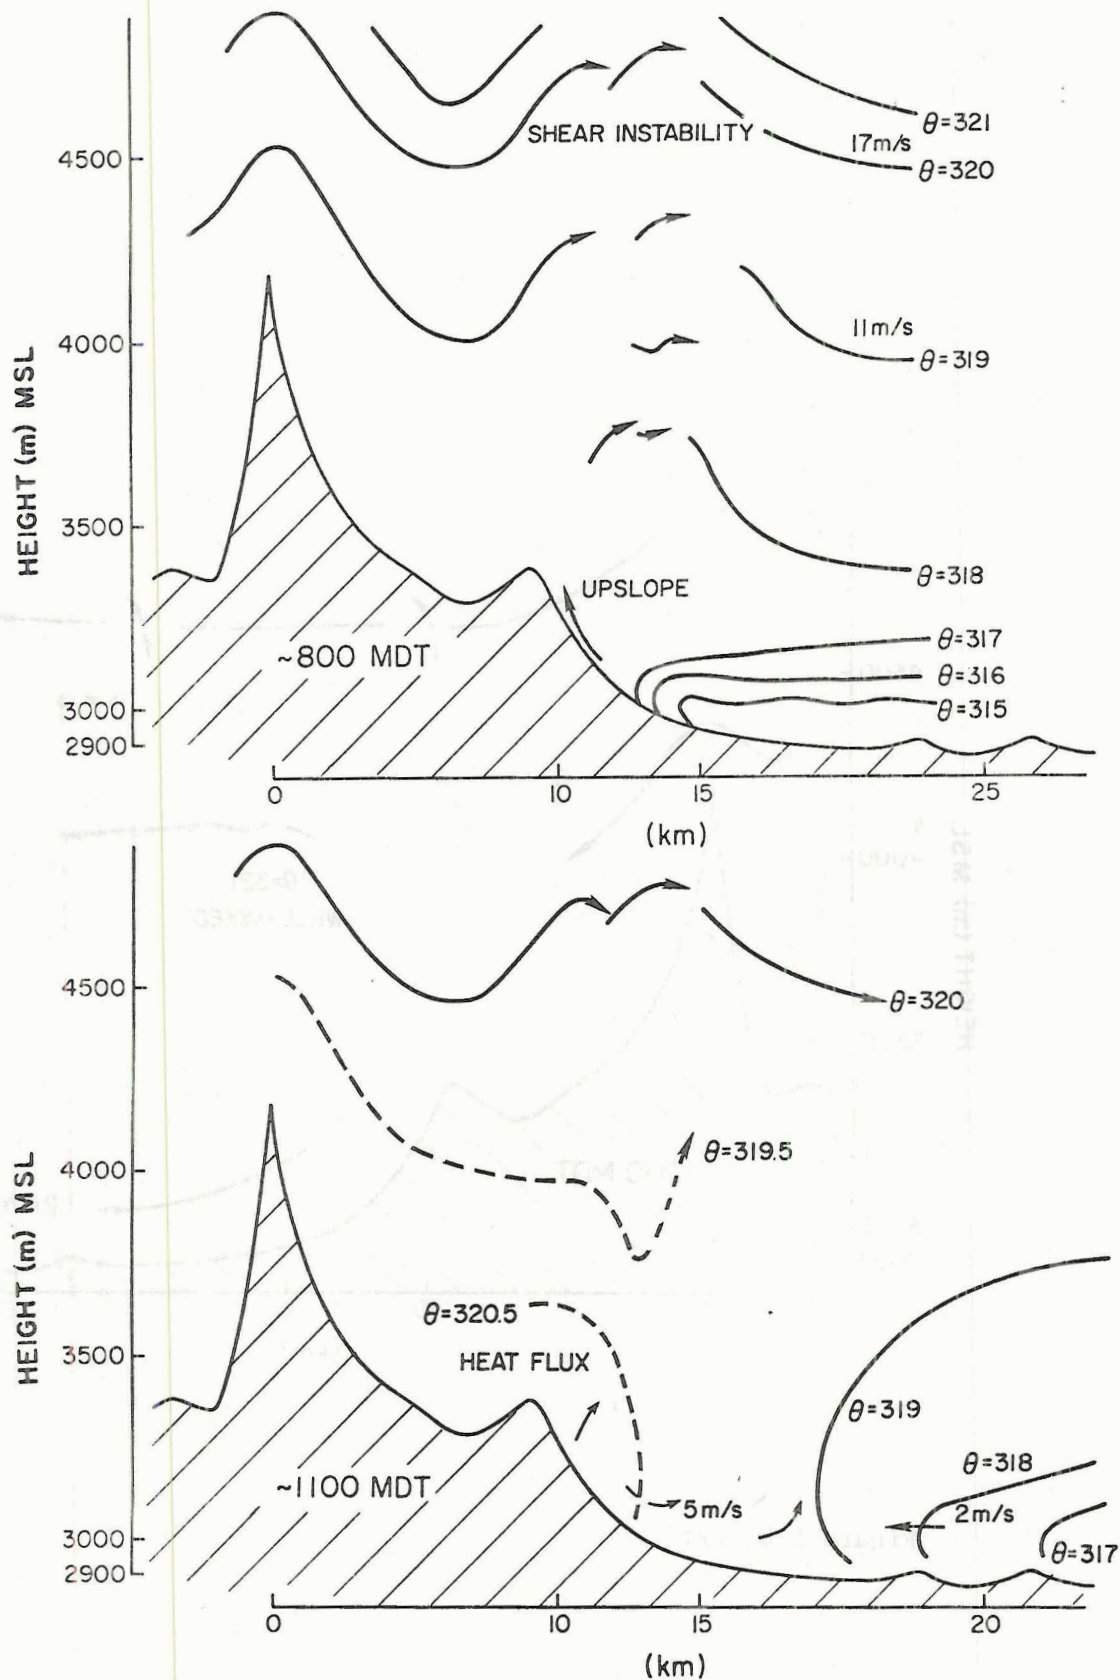 θ=321
SHEAR INSTABILITY
17m/s
4500
θ=320
11m/s
4000
θ=319
HEIGHT (m) MSL
3500
θ=318
UPSLOPE
θ=317
~800 MDT
θ=316
3000
θ=315
2900
0
10
15
25
(km)
4500
θ=320
4000
θ=319.5
HEIGHT (m) MSL
θ=320.5
3500
HEAT FLUX
θ=319
θ=318
~1100 MDT
5m/s
2m/s
3000
θ=317
2900
0
10
15
20
(km)